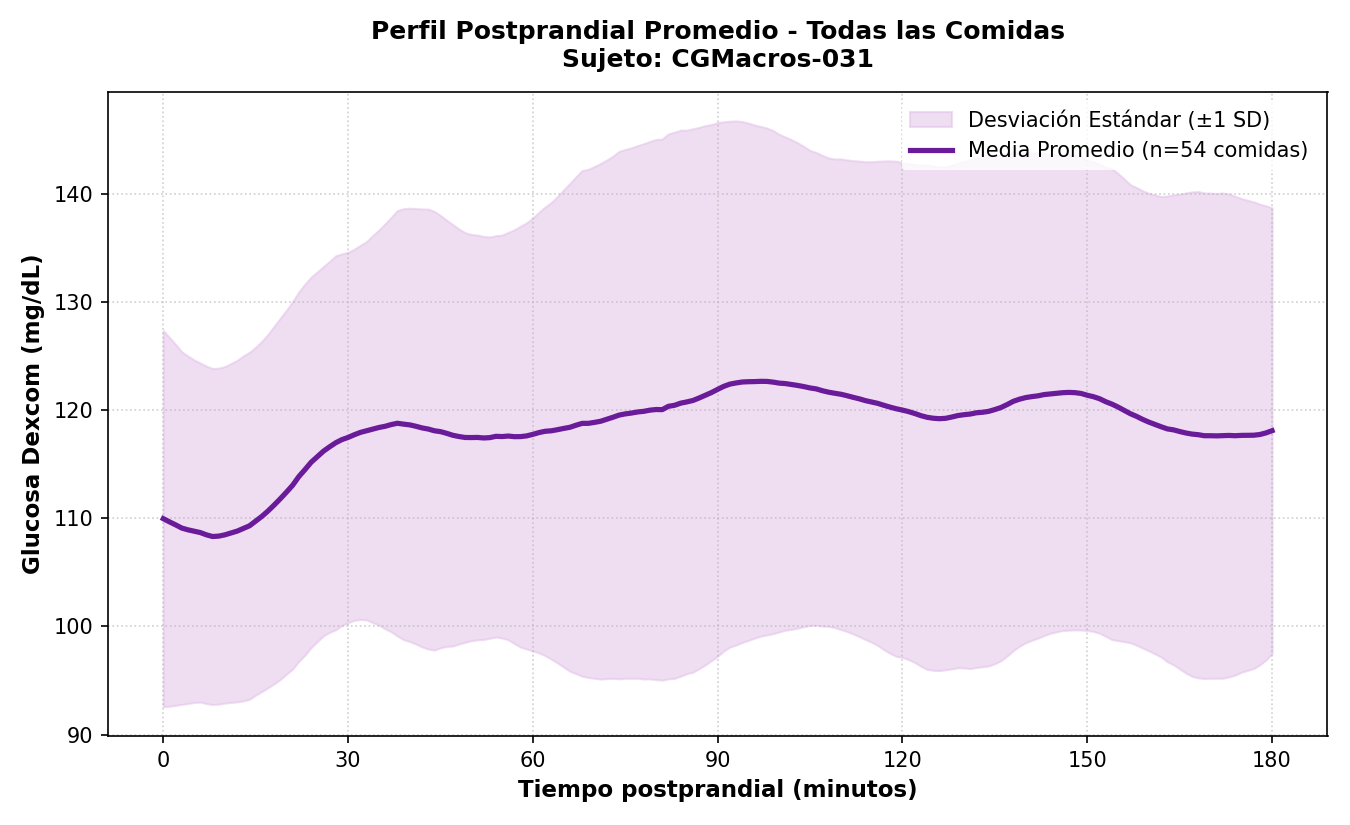 Perfil Postprandial Promedio - Todas las Comidas
Sujeto: CGMacros-031
Desviación Estándar (±1 SD)
Media Promedio (n=54 comidas)
Glucosa Dexcom (mg/dL)
140
130
120
110
100
90
0 30 60 90 120 150 180
Tiempo postprandial (minutos)